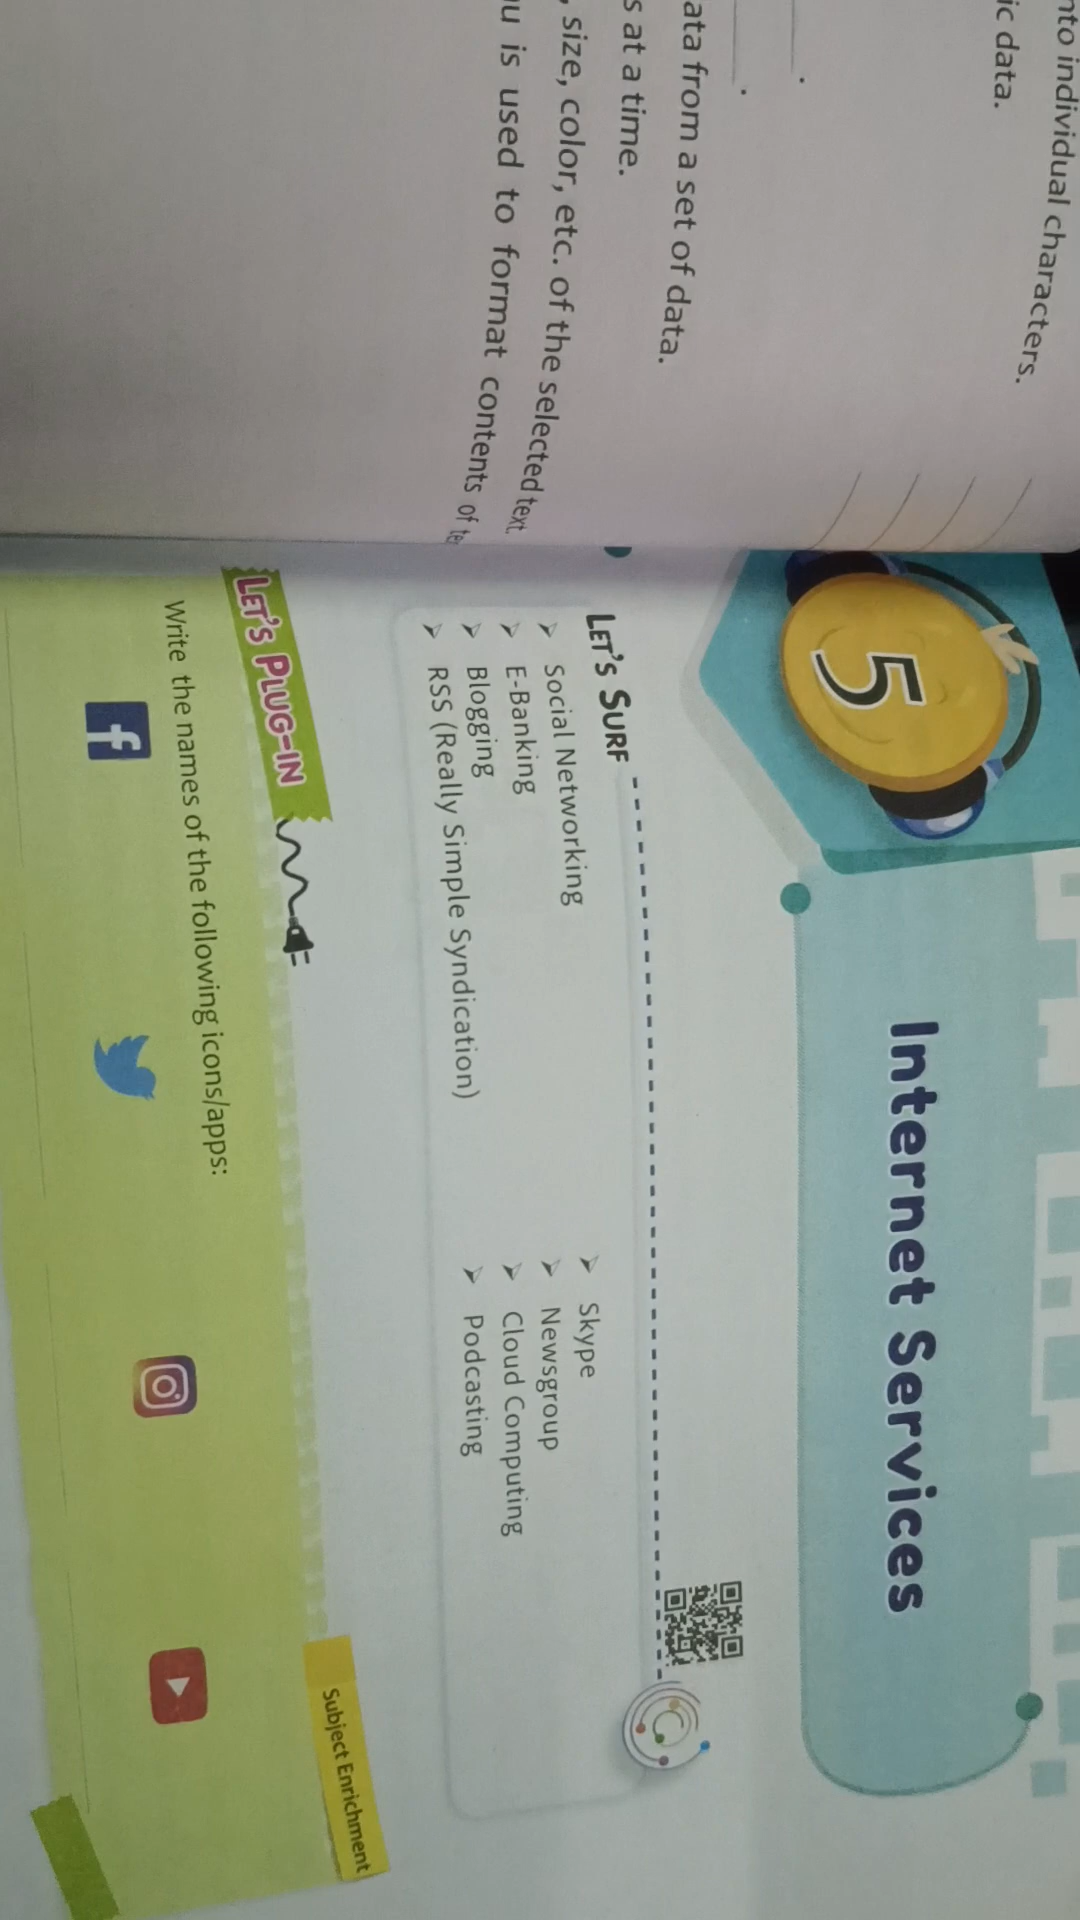 nto individual characters.
ic data.
ata from a set of data.
s at a time.
, size, color, etc. of the selected text.
u is used to format contents of
5
Internet Services
LET'S SURF
➤ Social Networking
➤ E-Banking
➤ Blogging
➤ RSS (Really Simple Syndication)
➤ Skype
➤ Newsgroup
➤ Cloud Computing
➤ Podcasting
LET'S PLUG-IN
Subject Enrichment
Write the names of the following icons/apps:
f